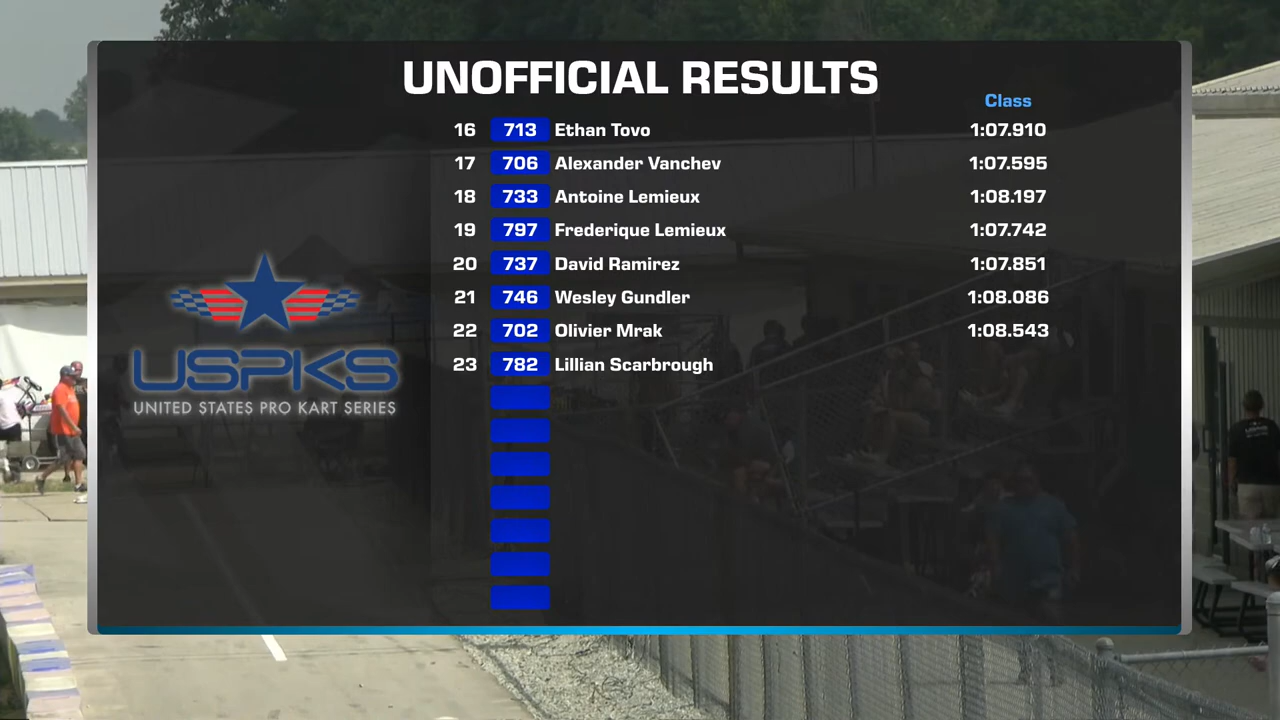 UNOFFICIAL RESULTS
Class
16 713 Ethan Tovo 1:07.910
17 706 Alexander Vanchev 1:07.595
18 733 Antoine Lemieux 1:08.197
19 797 Frederique Lemieux 1:07.742
20 737 David Ramirez 1:07.851
21 746 Wesley Gundler 1:08.086
22 702 Olivier Mrak 1:08.543
23 782 Lillian Scarbrough
USPKS
UNITED STATES PRO KART SERIES